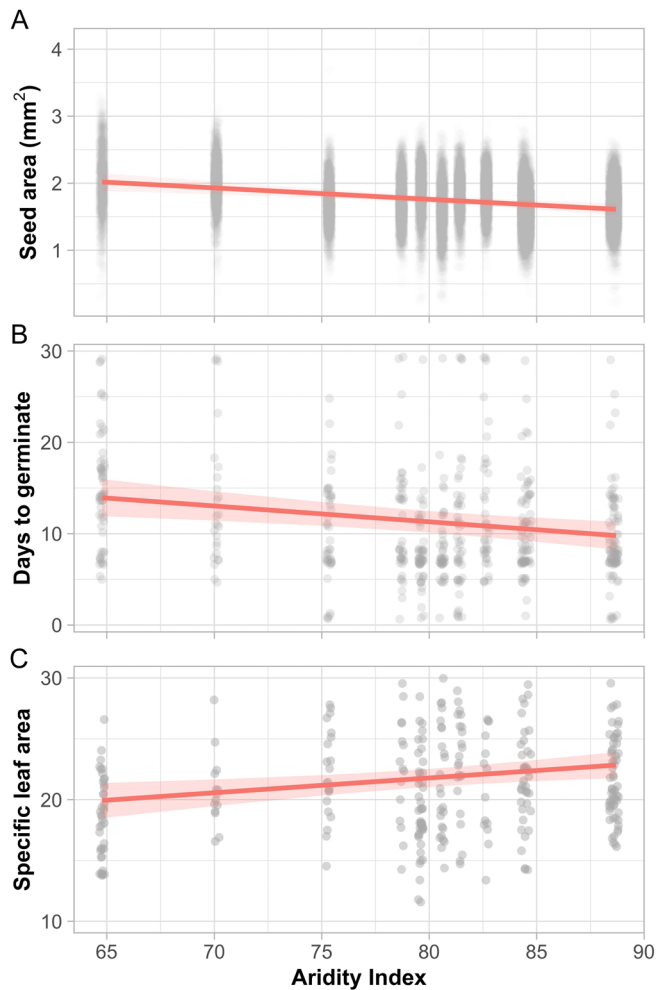 A
Seed area (mm²)
4
3
2
1
B
Days to germinate
30
20
10
0
C
Specific leaf area
30
20
10
65 70 75 80 85 90
Aridity Index